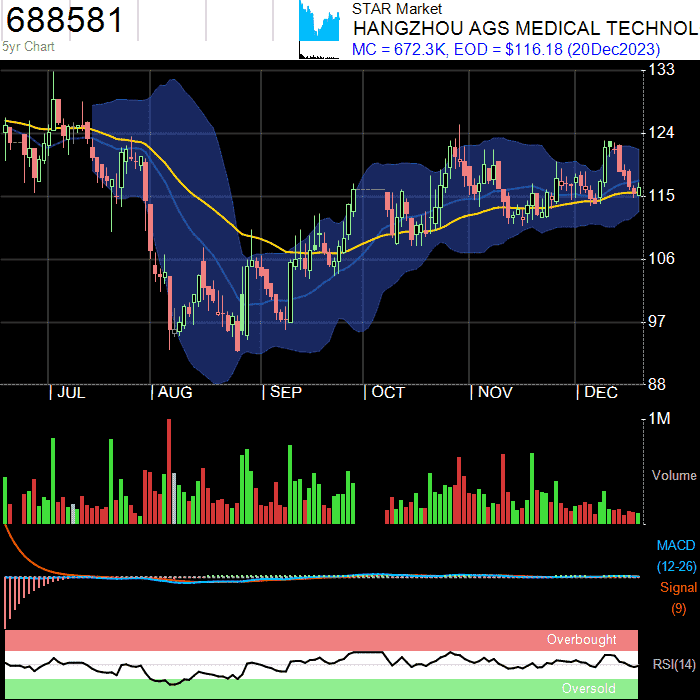 688581
5yr Chart
STAR Market
HANGZHOU AGS MEDICAL TECHNOL
MC = 672.3K, EOD = $116.18 (20Dec2023)
133
124
115
106
97
88
| JUL | AUG | SEP | OCT | NOV | DEC
1M
Volume
MACD
(12-26)
Signal
(9)
Overbought
RSI(14)
Oversold